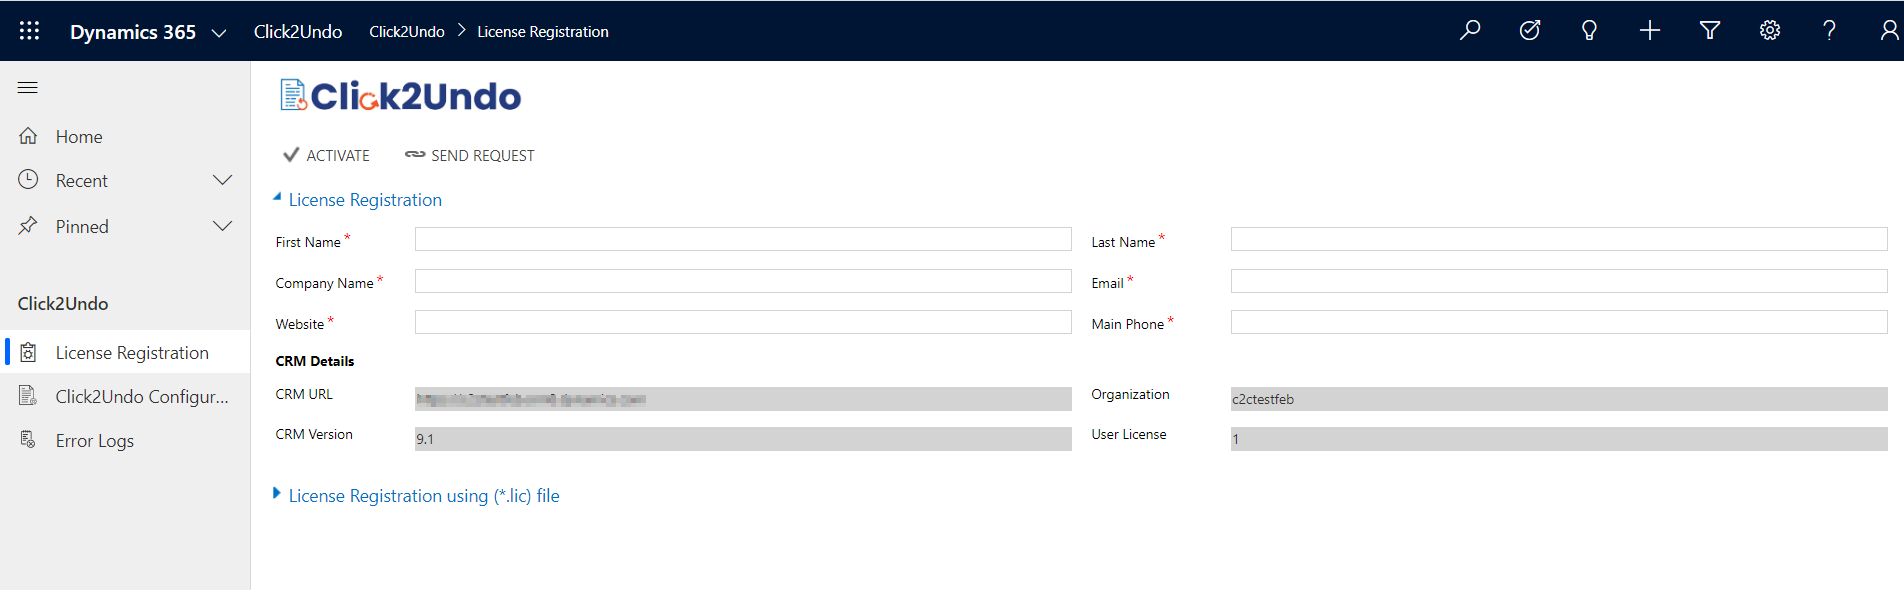 Dynamics 365 Click2Undo Click2Undo > License Registration
Click2Undo
Home
Recent
Pinned
Click2Undo
License Registration
Click2Undo Configur...
Error Logs
ACTIVATE SEND REQUEST
License Registration
First Name * Last Name *
Company Name * Email *
Website * Main Phone *
CRM Details
CRM URL Organization c2ctestfeb
CRM Version 9.1 User License 1
License Registration using (*.lic) file